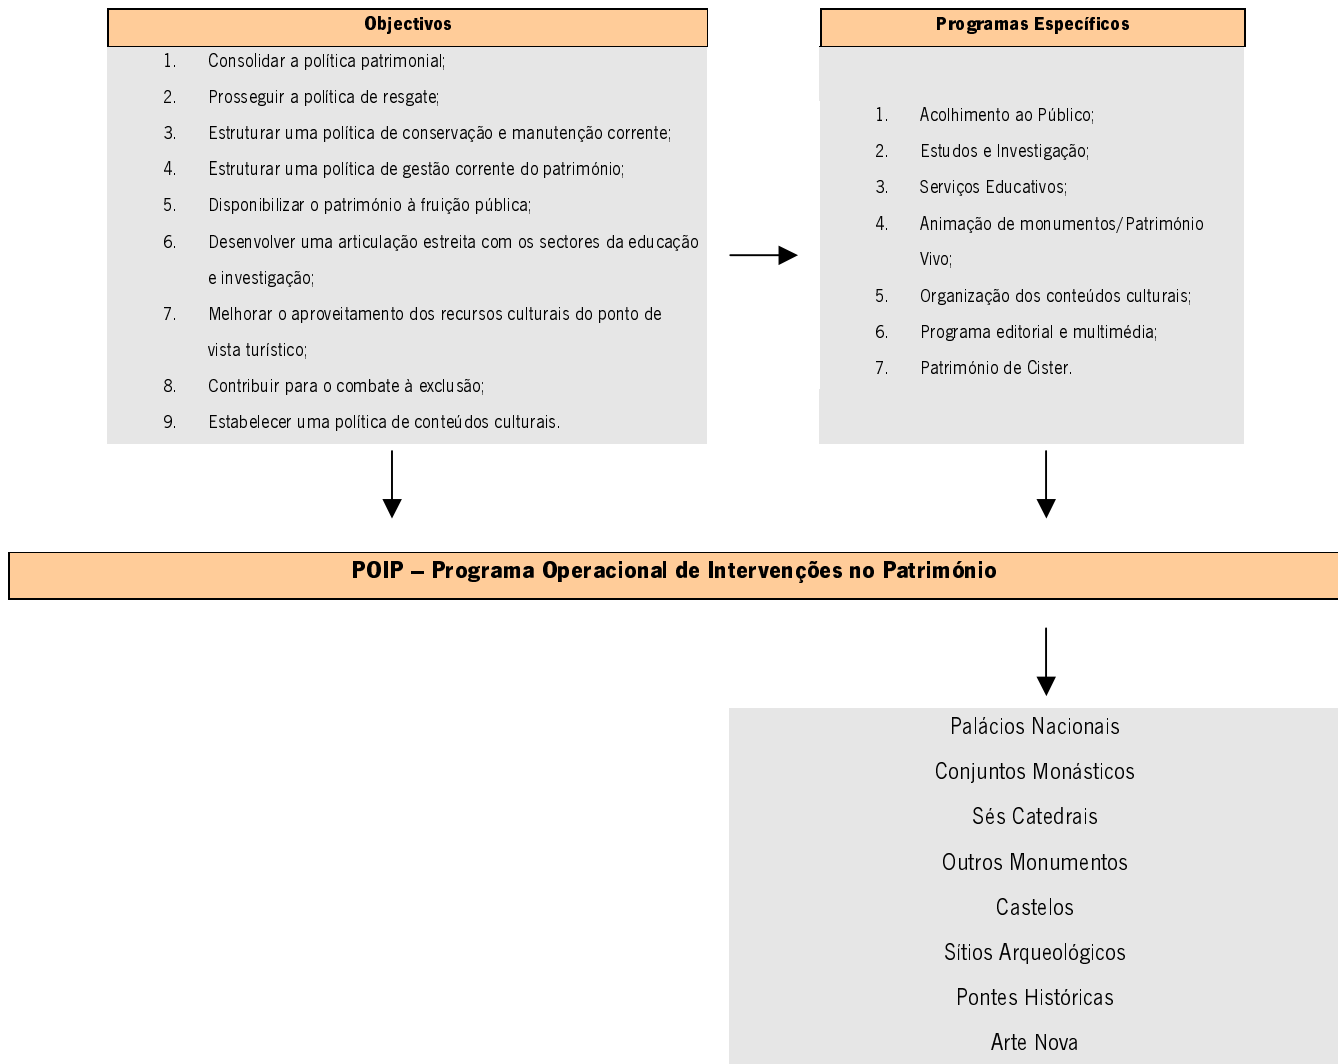 Objectivos
1. Consolidar a política patrimonial;
2. Prosseguir a política de resgate;
3. Estruturar uma política de conservação e manutenção corrente;
4. Estruturar uma política de gestão corrente do património;
5. Disponibilizar o património à fruição pública;
6. Desenvolver uma articulação estreita com os sectores da educação
e investigação;
7. Melhorar o aproveitamento dos recursos culturais do ponto de
vista turístico;
8. Contribuir para o combate à exclusão;
9. Estabelecer uma política de conteúdos culturais.
Programas Específicos
1. Acolhimento ao Público;
2. Estudos e Investigação;
3. Serviços Educativos;
4. Animação de monumentos/Património
Vivo;
5. Organização dos conteúdos culturais;
6. Programa editorial e multimédia;
7. Património de Cister.
POIP – Programa Operacional de Intervenções no Património
Palácios Nacionais
Conjuntos Monásticos
Sés Catedrais
Outros Monumentos
Castelos
Sítios Arqueológicos
Pontes Históricas
Arte Nova